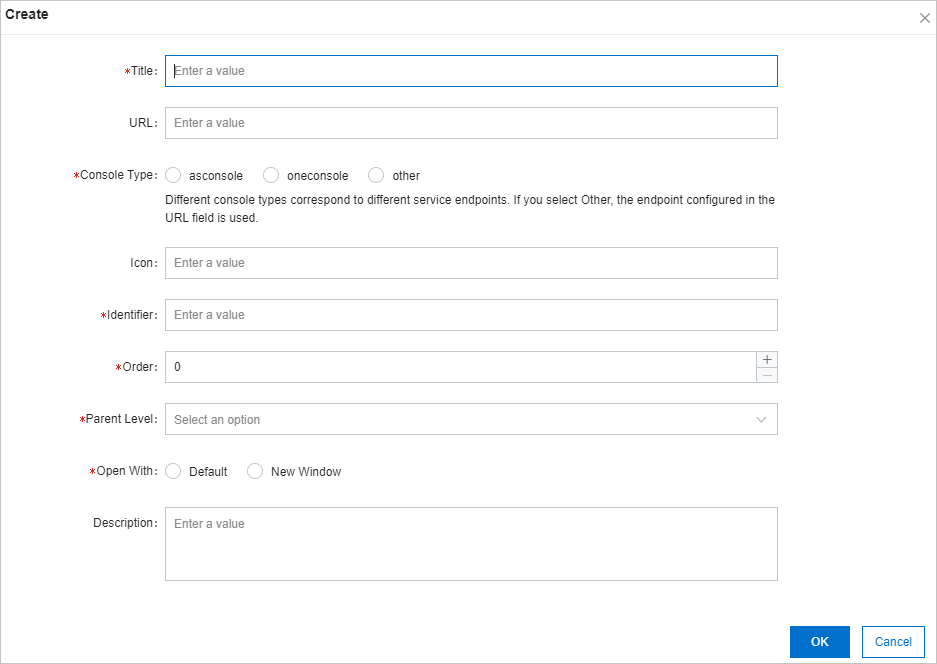 Create
*Title:
Enter a value
URL:
Enter a value
*Console Type:
asconsole
oneconsole
other
Different console types correspond to different service endpoints. If you select Other, the endpoint configured in the
URL field is used.
Icon:
Enter a value
*Identifier:
Enter a value
*Order:
0
*Parent Level:
Select an option
*Open With:
Default
New Window
Description:
Enter a value
OK
Cancel